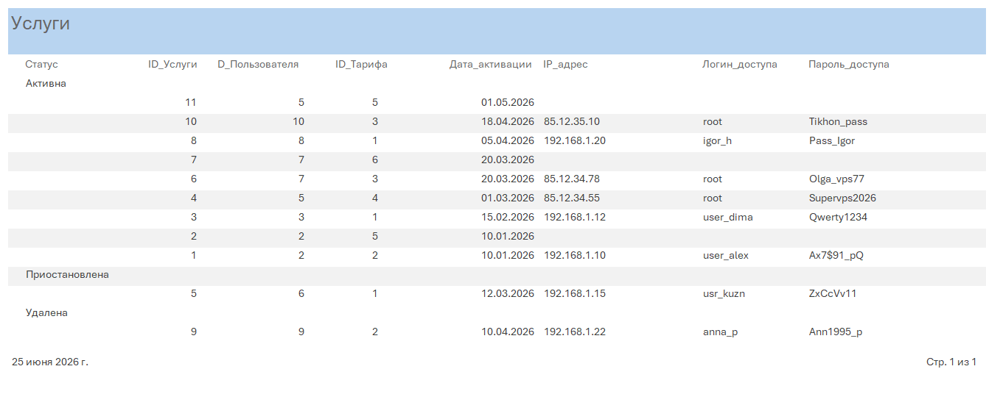 Услуги
Статус ID_Услуги D_Пользователя ID_Тарифа Дата_активации IP_адрес Логин_доступа Пароль_доступа
Активна
11 5 5 01.05.2026
10 10 3 18.04.2026 85.12.35.10 root Tikhon_pass
8 8 1 05.04.2026 192.168.1.20 igor_h Pass_Igor
7 7 6 20.03.2026
6 7 3 20.03.2026 85.12.34.78 root Olga_vps77
4 5 4 01.03.2026 85.12.34.55 root Supervps2026
3 3 1 15.02.2026 192.168.1.12 user_dima Qwerty1234
2 2 5 10.01.2026
1 2 2 10.01.2026 192.168.1.10 user_alex Ax7$91_pQ
Приостановлена
5 6 1 12.03.2026 192.168.1.15 usr_kuzn ZxCcVv11
Удалена
9 9 2 10.04.2026 192.168.1.22 anna_p Ann1995_p
25 июня 2026 г. Стр. 1 из 1